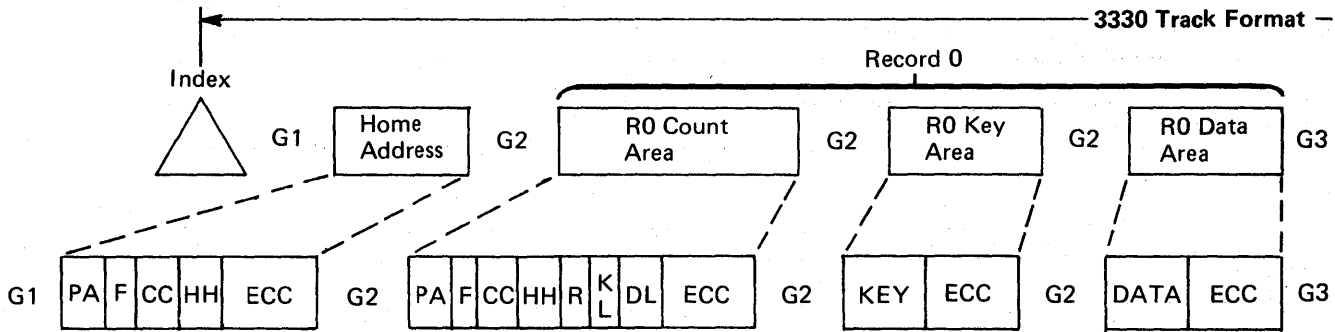 3330 Track Format
Record 0
Index
G1
Home
Address
G2
R0 Count
Area
G2
R0 Key
Area
G2
R0 Data
Area
G3
G1 PA F CC HH ECC G2 PA F CC HH R KL DL ECC G2 KEY ECC G2 DATA ECC G3